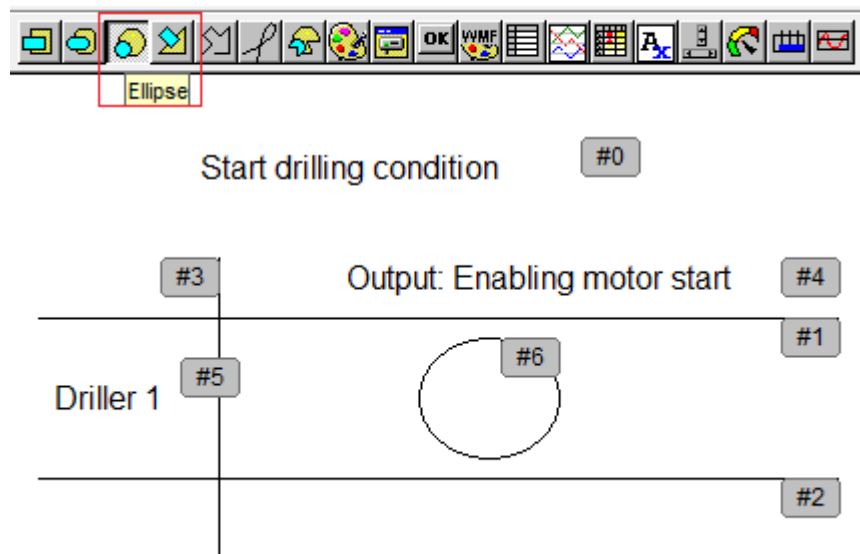 OK WMF A x
Ellipse
Start drilling condition #0
#3 Output: Enabling motor start #4
#1
Driller 1 #5 #6
#2